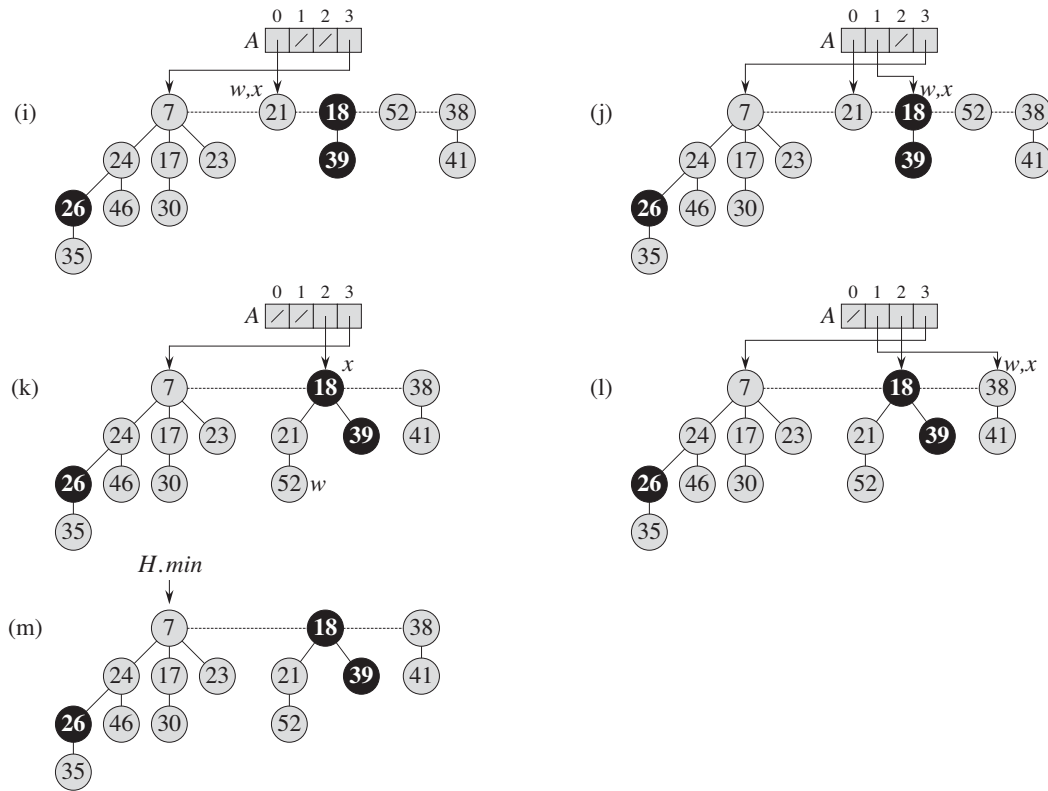 0 1 2 3
A
w,x
(i)
7 21 18 52 38
24 17 23 39 41
26 46 30
35
0 1 2 3
A
w,x
(j)
7 21 18 52 38
24 17 23 39 41
26 46 30
35
0 1 2 3
A
x
(k)
7 18 38
24 17 23 21 39 41
26 46 30 52 w
35
0 1 2 3
A
w,x
(l)
7 18 38
24 17 23 21 39 41
26 46 30 52
35
H.min
(m)
7 18 38
24 17 23 21 39 41
26 46 30 52
35